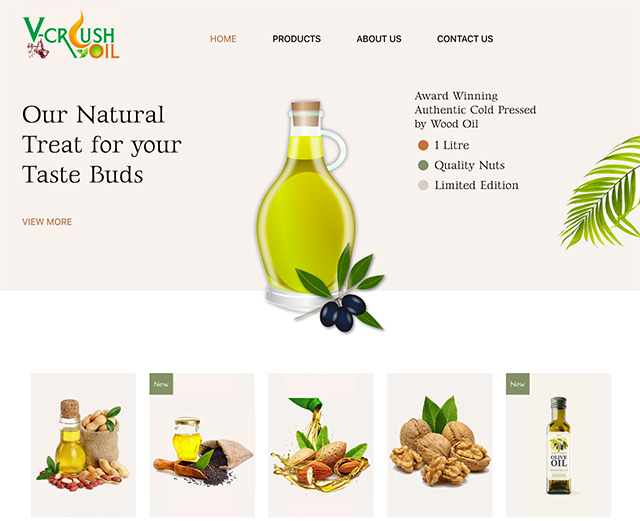 V-CRUSH
OIL
HOME
PRODUCTS
ABOUT US
CONTACT US
Our Natural
Treat for your
Taste Buds
VIEW MORE
Award Winning
Authentic Cold Pressed
by Wood Oil
1 Litre
Quality Nuts
Limited Edition
New
New
OLIVE
OIL